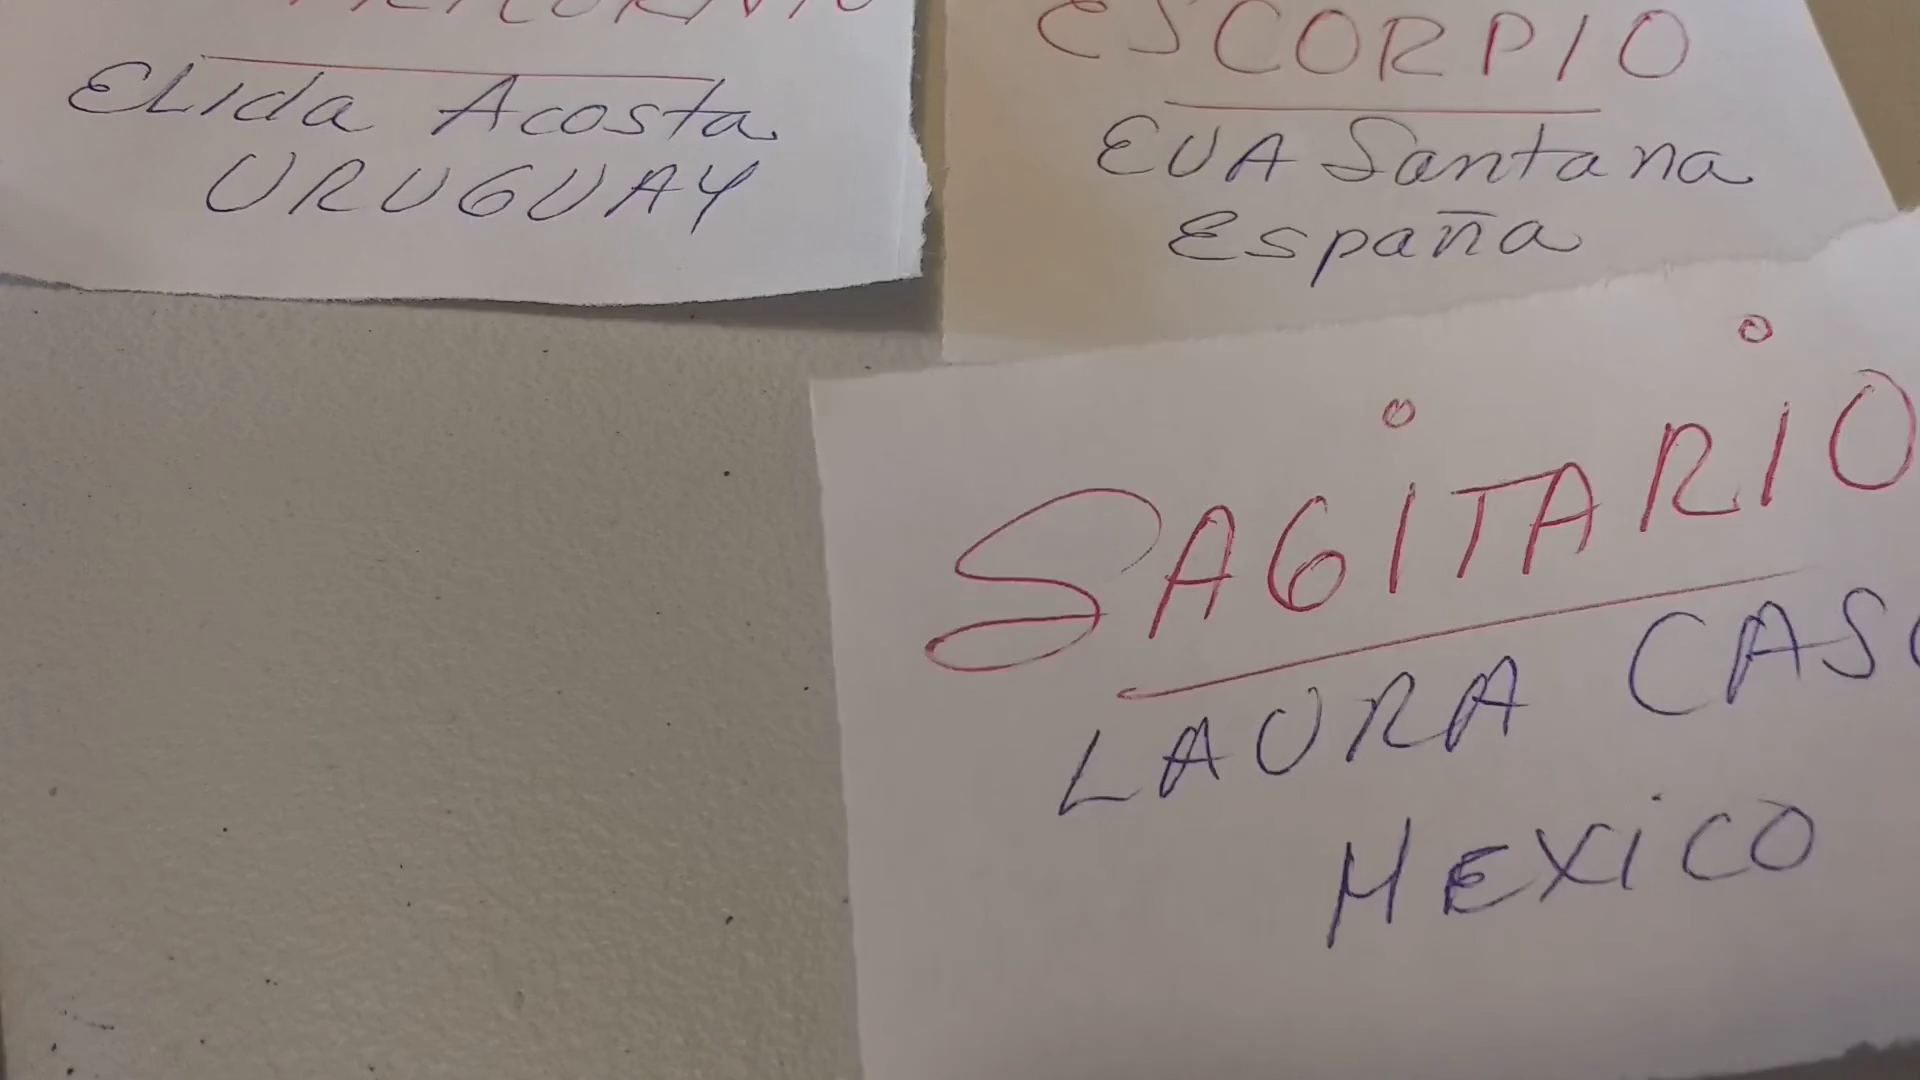 ELida Acosta
URUGUAY
ESCORPIO
EVA Santana
España
SAGiTARiO
LAURA
MEXiCO